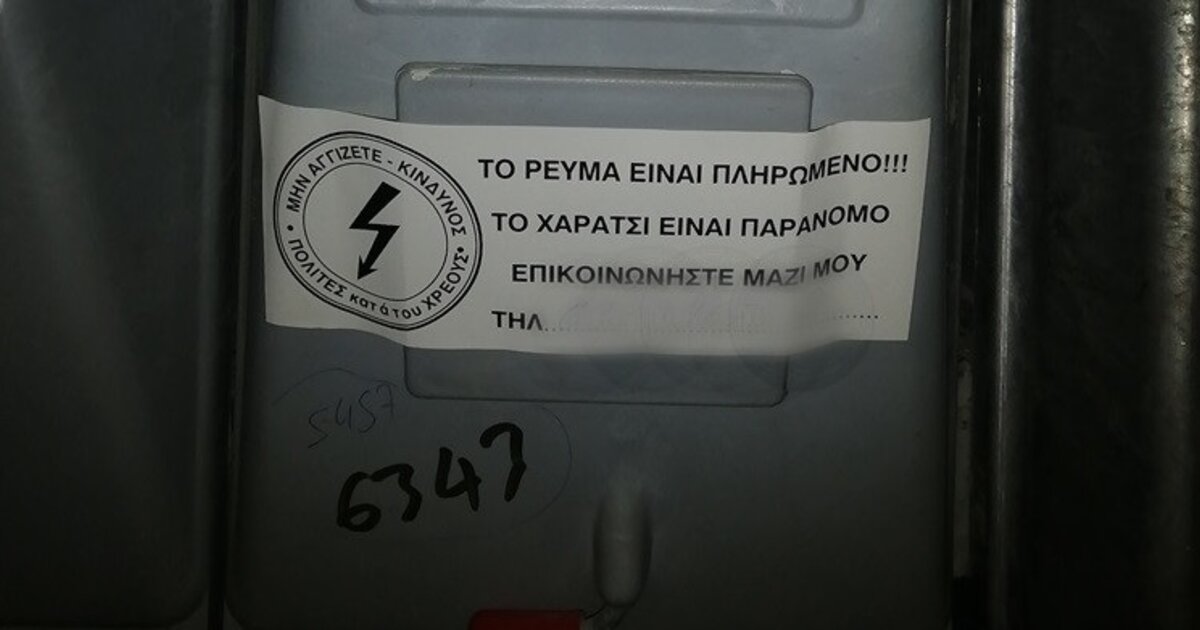 ΜΗΝ ΑΓΓΙΖΕΤΕ - ΚΙΝΔΥΝΟΣ
ΠΟΛΙΤΕΣ κατά του ΧΡΕΟΥΣ
ΤΟ ΡΕΥΜΑ ΕΙΝΑΙ ΠΛΗΡΩΜΕΝΟ!!!
ΤΟ ΧΑΡΑΤΣΙ ΕΙΝΑΙ ΠΑΡΑΝΟΜΟ
ΕΠΙΚΟΙΝΩΝΗΣΤΕ ΜΑΖΙ ΜΟΥ
ΤΗΛ
5457
6347